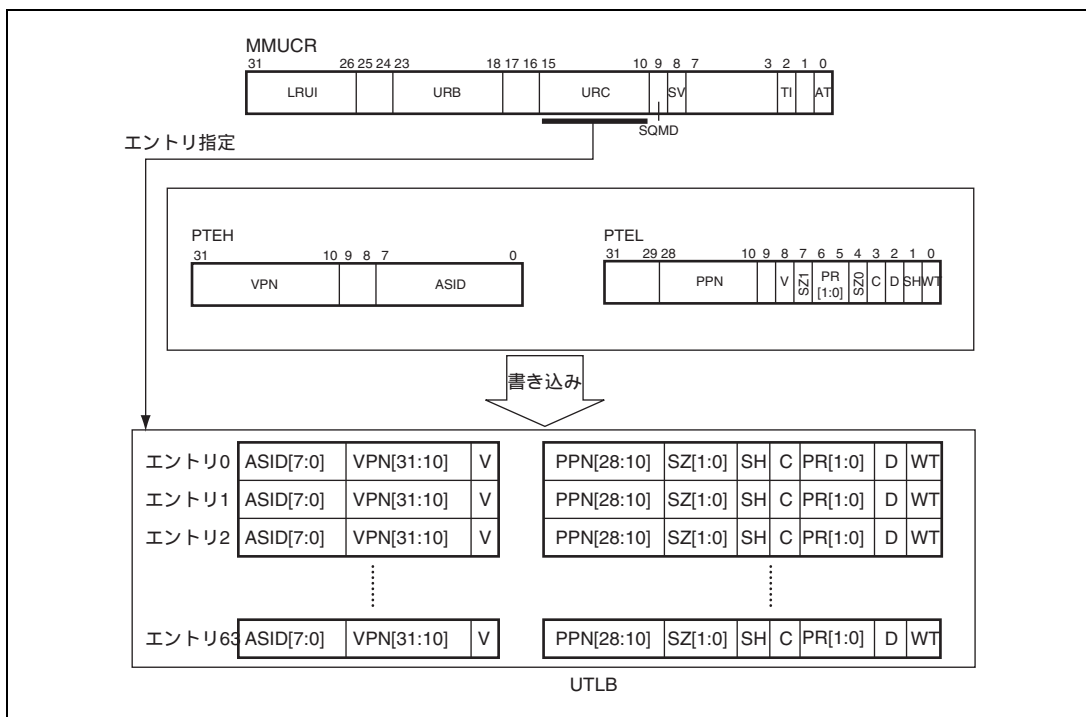 MMUCR
31 26 25 24 23 18 17 16 15 10 9 8 7 3 2 1 0
LRUI URB URC SV TI AT
SQMD
エントリ指定
PTEH
31 10 9 8 7 0
VPN ASID
PTEL
31 29 28 10 9 8 7 6 5 4 3 2 1 0
PPN V SZ1 PR [1:0] SZ0 C D SH WT
書き込み
エントリ0 ASID[7:0] VPN[31:10] V PPN[28:10] SZ[1:0] SH C PR[1:0] D WT
エントリ1 ASID[7:0] VPN[31:10] V PPN[28:10] SZ[1:0] SH C PR[1:0] D WT
エントリ2 ASID[7:0] VPN[31:10] V PPN[28:10] SZ[1:0] SH C PR[1:0] D WT
エントリ63 ASID[7:0] VPN[31:10] V PPN[28:10] SZ[1:0] SH C PR[1:0] D WT
UTLB